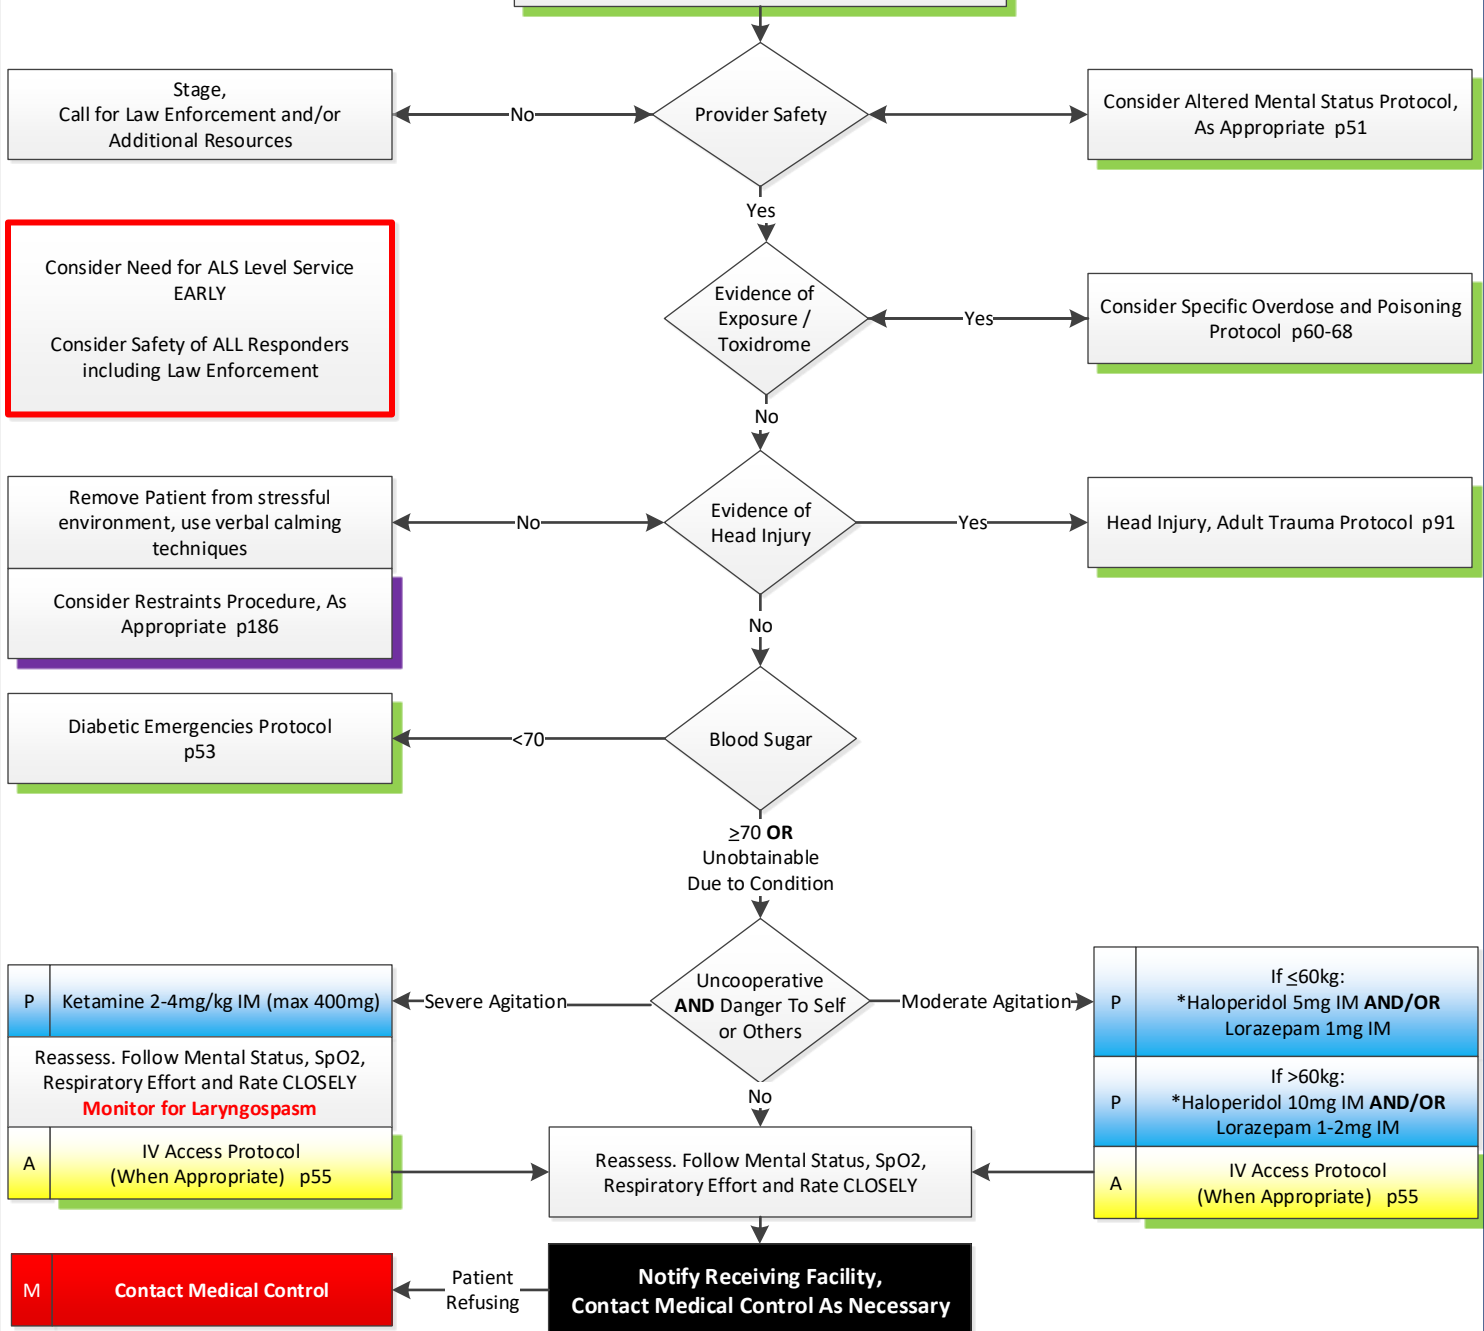 Stage,
Call for Law Enforcement and/or
Additional Resources
No
Provider Safety
Consider Altered Mental Status Protocol,
As Appropriate p51
Yes
Consider Need for ALS Level Service
EARLY
Consider Safety of ALL Responders
including Law Enforcement
Evidence of
Exposure /
Toxidrome
Yes
Consider Specific Overdose and Poisoning
Protocol p60-68
No
Remove Patient from stressful
environment, use verbal calming
techniques
Consider Restraints Procedure, As
Appropriate p186
No
Evidence of
Head Injury
Yes
Head Injury, Adult Trauma Protocol p91
No
Diabetic Emergencies Protocol
p53
<70
Blood Sugar
≥70 OR
Unobtainable
Due to Condition
P
Ketamine 2-4mg/kg IM (max 400mg)
Reassess. Follow Mental Status, SpO2,
Respiratory Effort and Rate CLOSELY
Monitor for Laryngospasm
A
IV Access Protocol
(When Appropriate) p55
Severe Agitation
Uncooperative
AND Danger To Self
or Others
Moderate Agitation
P
If ≤60kg:
*Haloperidol 5mg IM AND/OR
Lorazepam 1mg IM
P
If >60kg:
*Haloperidol 10mg IM AND/OR
Lorazepam 1-2mg IM
A
IV Access Protocol
(When Appropriate) p55
No
Reassess. Follow Mental Status, SpO2,
Respiratory Effort and Rate CLOSELY
M
Contact Medical Control
Patient
Refusing
Notify Receiving Facility,
Contact Medical Control As Necessary